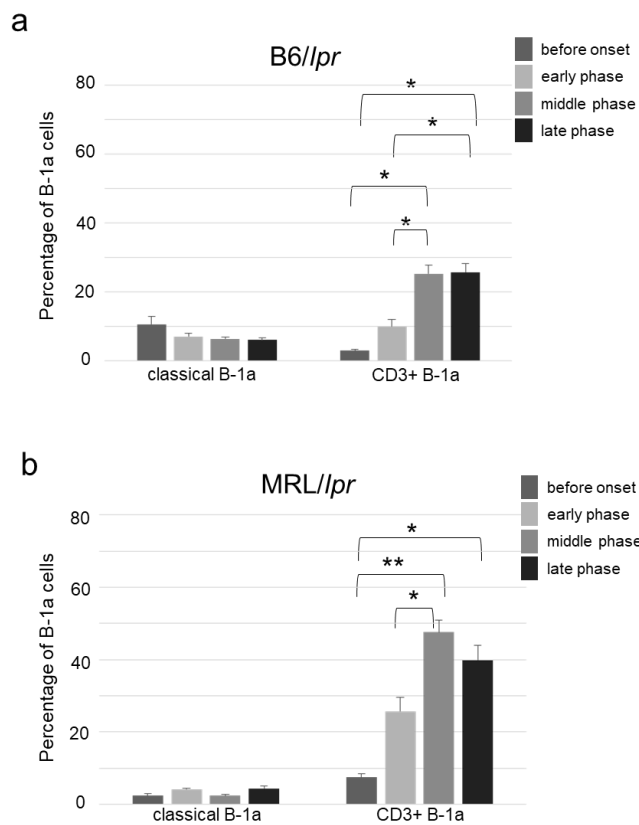 a
B6/lpr
before onset
early phase
middle phase
late phase
Percentage of B-1a cells
80
60
40
20
0
*
*
*
*
classical B-1a
CD3+ B-1a
b
MRL/lpr
before onset
early phase
middle phase
late phase
Percentage of B-1a cells
80
60
40
20
0
*
**
*
classical B-1a
CD3+ B-1a